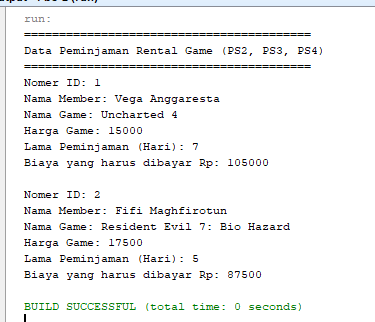 run:
=========================================
Data Peminjaman Rental Game (PS2, PS3, PS4)
=========================================
Nomer ID: 1
Nama Member: Vega Anggaresta
Nama Game: Uncharted 4
Harga Game: 15000
Lama Peminjaman (Hari): 7
Biaya yang harus dibayar Rp: 105000
Nomer ID: 2
Nama Member: Fifi Maghfirotun
Nama Game: Resident Evil 7: Bio Hazard
Harga Game: 17500
Lama Peminjaman (Hari): 5
Biaya yang harus dibayar Rp: 87500
BUILD SUCCESSFUL (total time: 0 seconds)